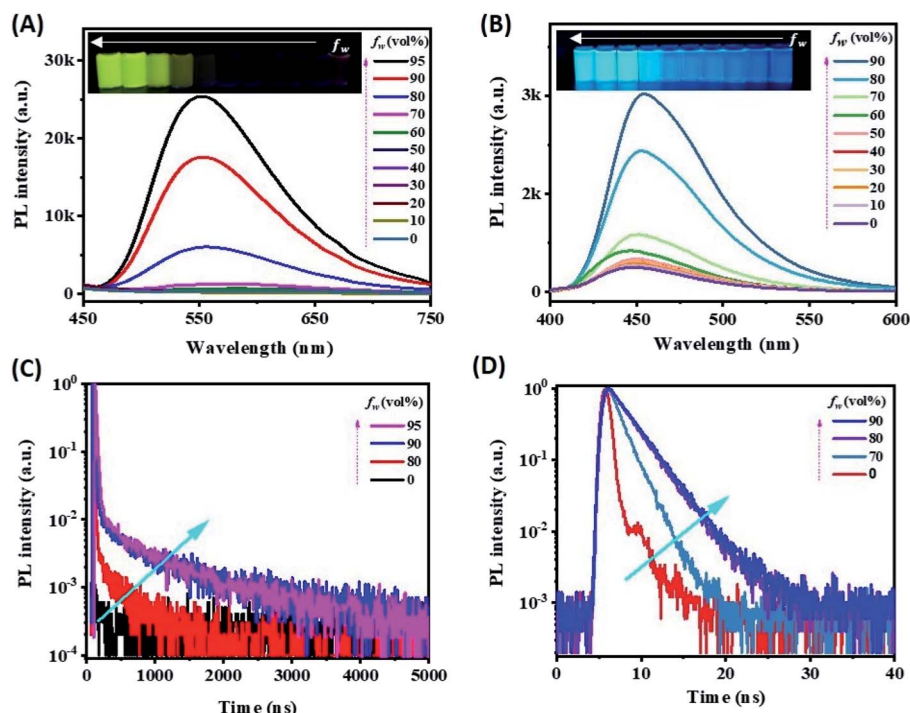 (A)
f_w
f_w (vol%)
95
90
80
70
60
50
40
30
20
10
0
30k
20k
10k
0
PL intensity (a.u.)
450 550 650 750
Wavelength (nm)
(B)
f_w
f_w (vol%)
90
80
70
60
50
40
30
20
10
0
3k
2k
1k
0
PL intensity (a.u.)
400 450 500 550 600
Wavelength (nm)
(C)
f_w (vol%)
95
90
80
0
10⁰
10⁻¹
10⁻²
10⁻³
10⁻⁴
PL intensity (a.u.)
0 1000 2000 3000 4000 5000
Time (ns)
(D)
f_w (vol%)
90
80
70
0
10⁰
10⁻¹
10⁻²
10⁻³
PL intensity (a.u.)
0 10 20 30 40
Time (ns)